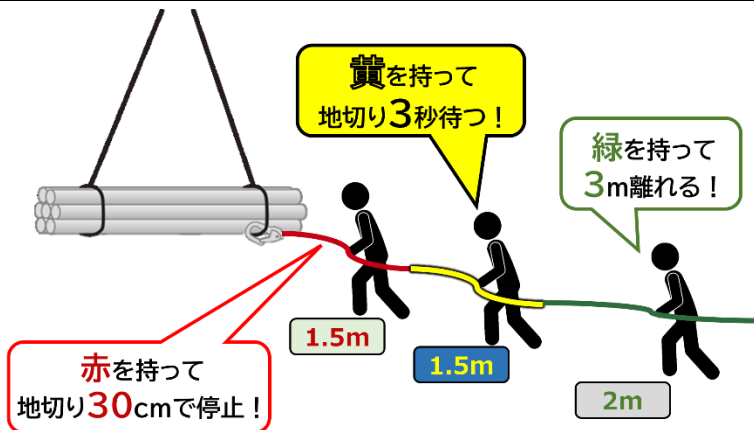 黄を持って
地切り3秒待つ！
緑を持って
3m離れる！
1.5m
1.5m
赤を持って
地切り30cmで停止！
2m